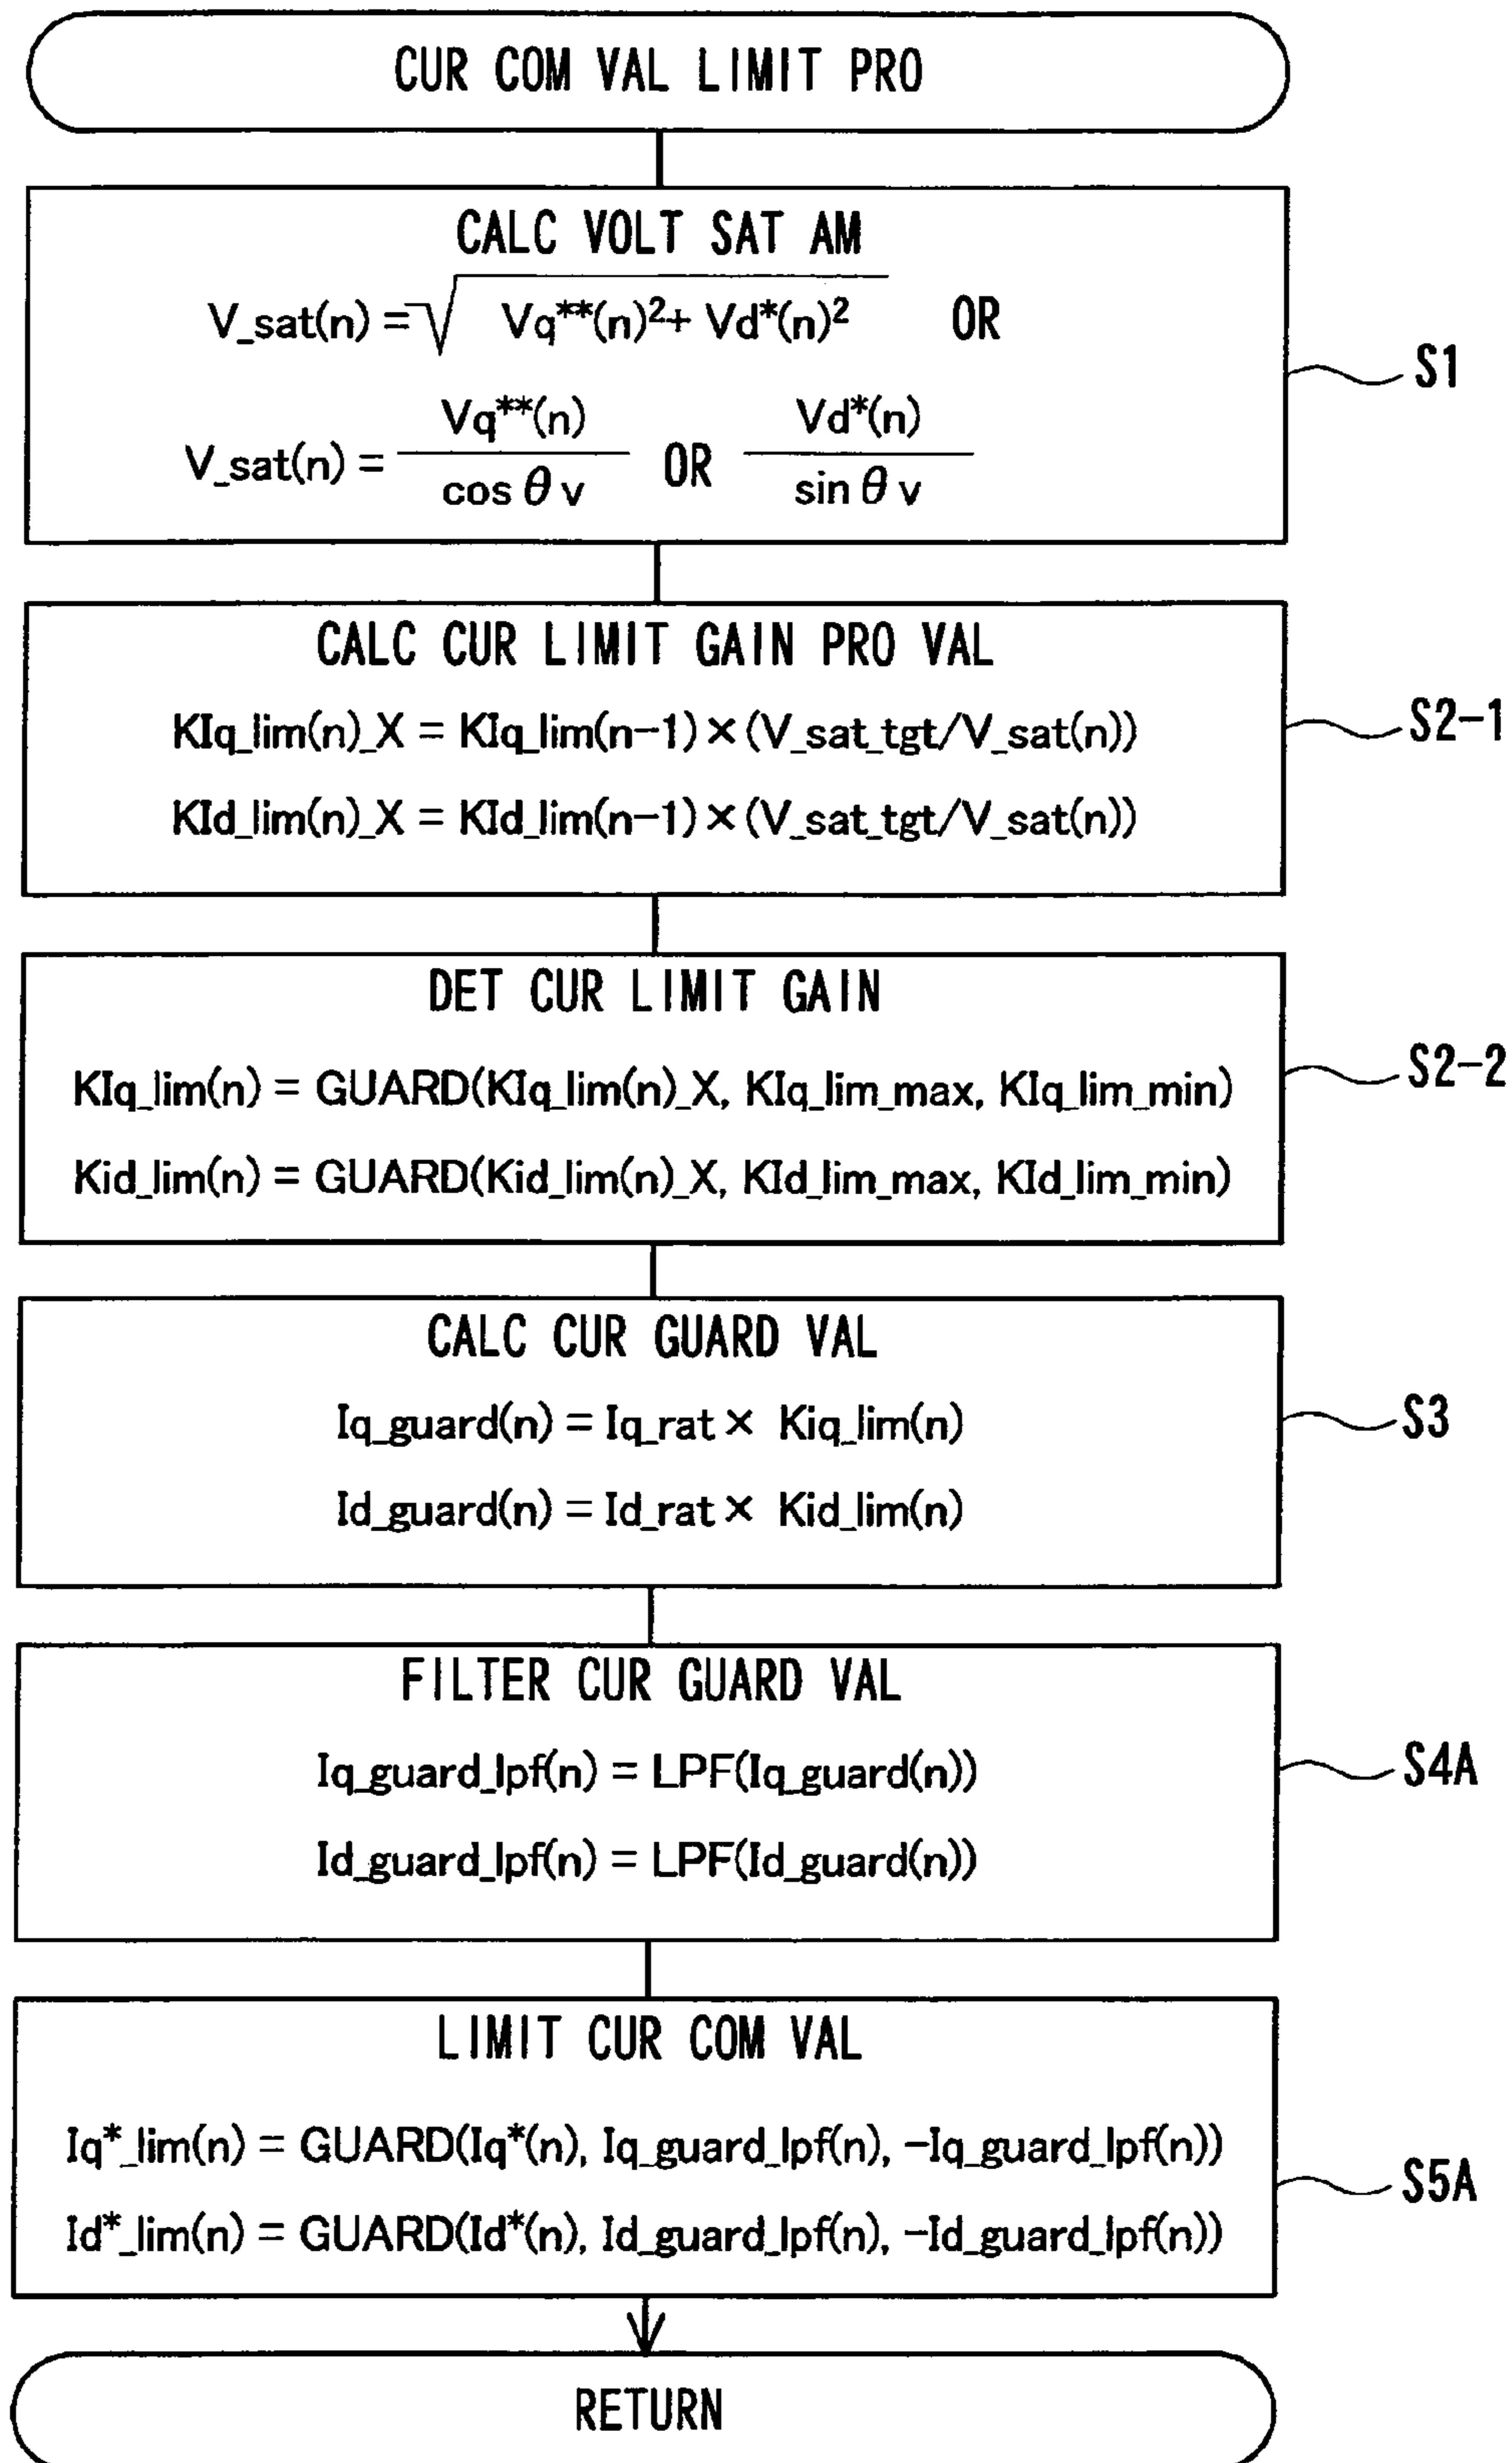 CUR COM VAL LIMIT PRO
CALC VOLT SAT AM
V_sat(n) = √ Vq**(n)² + Vd*(n)² OR
V_sat(n) = Vq**(n) / cos θ v OR Vd*(n) / sin θ v
S1
CALC CUR LIMIT GAIN PRO VAL
KIq_lim(n)_X = KIq_lim(n-1) × (V_sat_tgt/V_sat(n))
KId_lim(n)_X = KId_lim(n-1) × (V_sat_tgt/V_sat(n))
S2-1
DET CUR LIMIT GAIN
KIq_lim(n) = GUARD(KIq_lim(n)_X, KIq_lim_max, KIq_lim_min)
Kid_lim(n) = GUARD(Kid_lim(n)_X, KId_lim_max, KId_lim_min)
S2-2
CALC CUR GUARD VAL
Iq_guard(n) = Iq_rat × Kiq_lim(n)
Id_guard(n) = Id_rat × Kid_lim(n)
S3
FILTER CUR GUARD VAL
Iq_guard_lpf(n) = LPF(Iq_guard(n))
Id_guard_lpf(n) = LPF(Id_guard(n))
S4A
LIMIT CUR COM VAL
Iq*_lim(n) = GUARD(Iq*(n), Iq_guard_lpf(n), -Iq_guard_lpf(n))
Id*_lim(n) = GUARD(Id*(n), Id_guard_lpf(n), -Id_guard_lpf(n))
S5A
RETURN